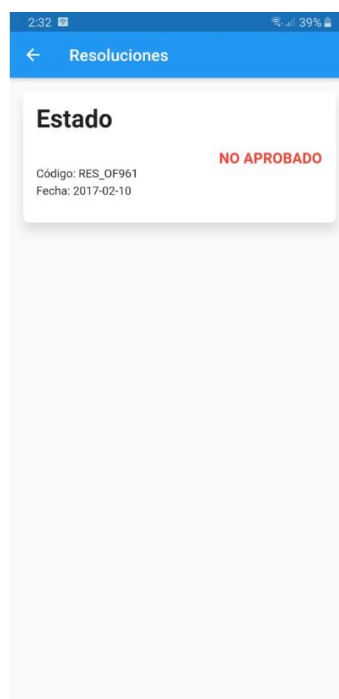 2:32 39%
Resoluciones
Estado
NO APROBADO
Código: RES_OF961
Fecha: 2017-02-10